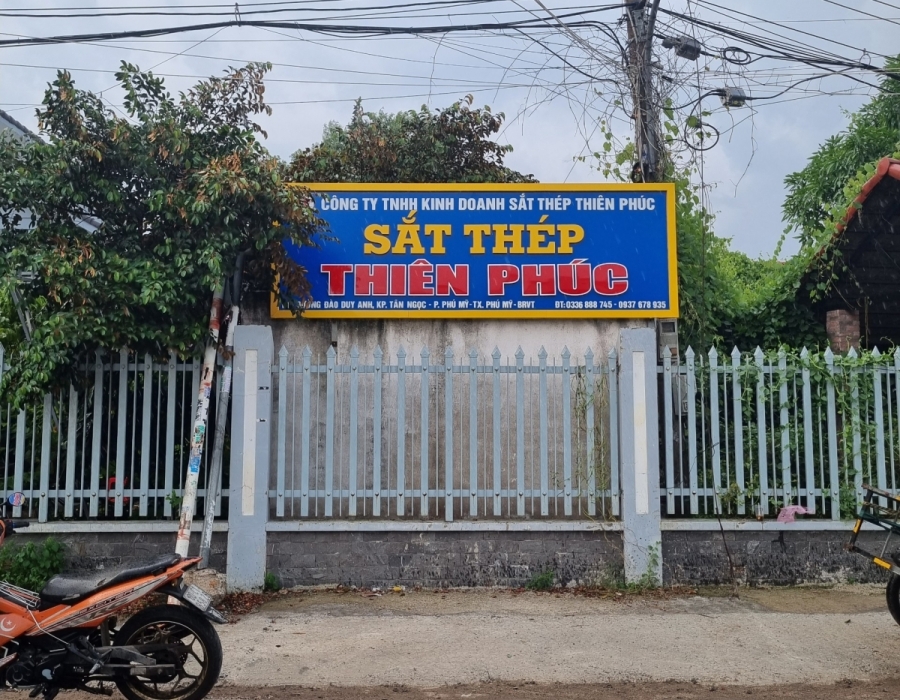 CÔNG TY TNHH KINH DOANH SẮT THÉP THIÊN PHÚC
SẮT THÉP
THIÊN PHÚC
ĐÀO DUY ANH, KP. TÂN NGỌC - P. PHÚ MỸ-TX. PHÚ MỸ-BRVT ĐT:0336 888 745 - 0937 678 935